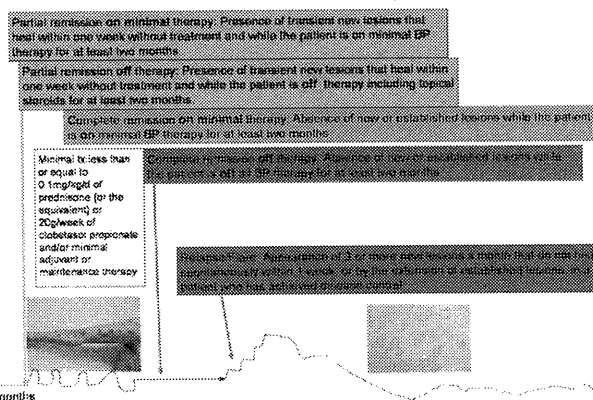 Partial remission on minimal therapy: Presence of transient new lesions that
heal within one week without treatment and while the patient is on minimal BP
therapy for at least two months
Partial remission off therapy: Presence of transient new lesions that heal within
one week without treatment and while the patient is off therapy including topical
steroids for at least two months
Complete remission on minimal therapy: Absence of new or established lesions while the patient
is on minimal BP therapy for at least two months
Minimal tx less than
or equal to
0.1mg/kg/d of
prednisone (or the
equivalent) or
20g/week of
clobetasol propionate
and/or minimal
adjuvant or
maintenance therapy
Complete remission off therapy: Absence of new or established lesions while
the patient is off all BP therapy for at least two months
Relapse/Flare: Appearance of 3 or more new lesions a month that do not heal
spontaneously within 1 week, or by the extension of established lesions, in a
patient who has achieved disease control
months